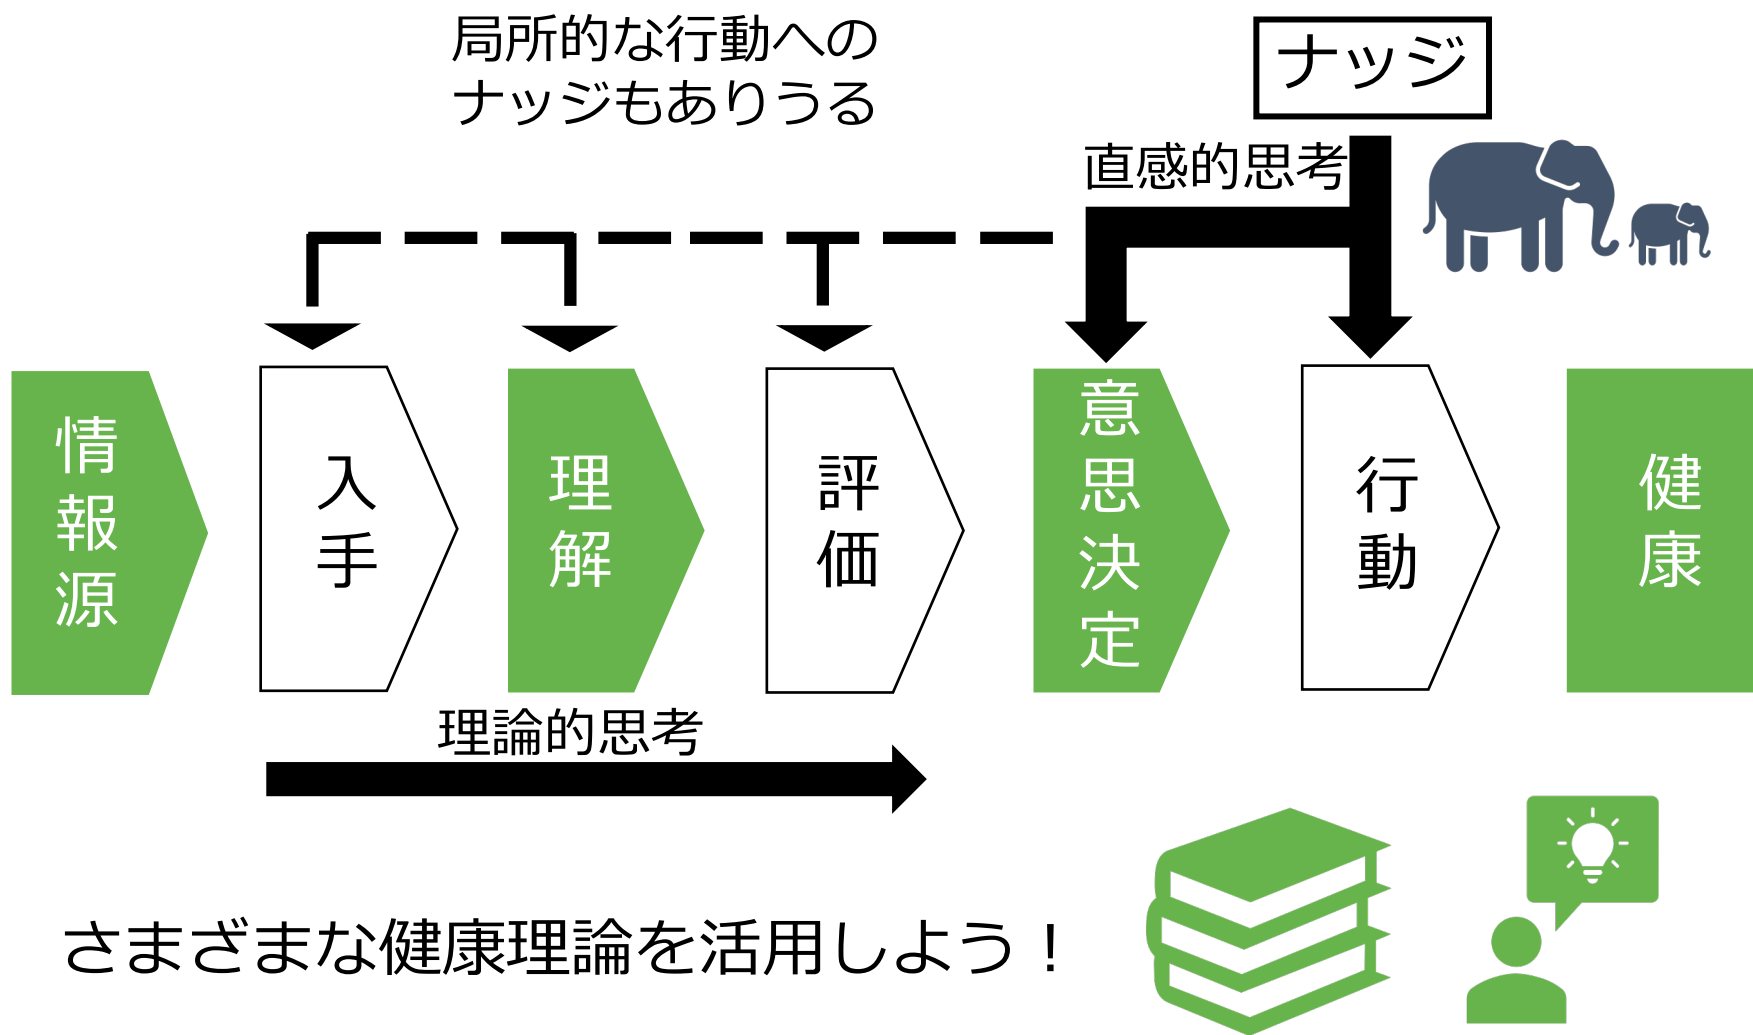 局所的な行動への
ナッジもありうる
ナッジ
直感的思考
情報源
入手
理解
評価
意思決定
行動
健康
理論的思考
さまざまな健康理論を活用しよう！